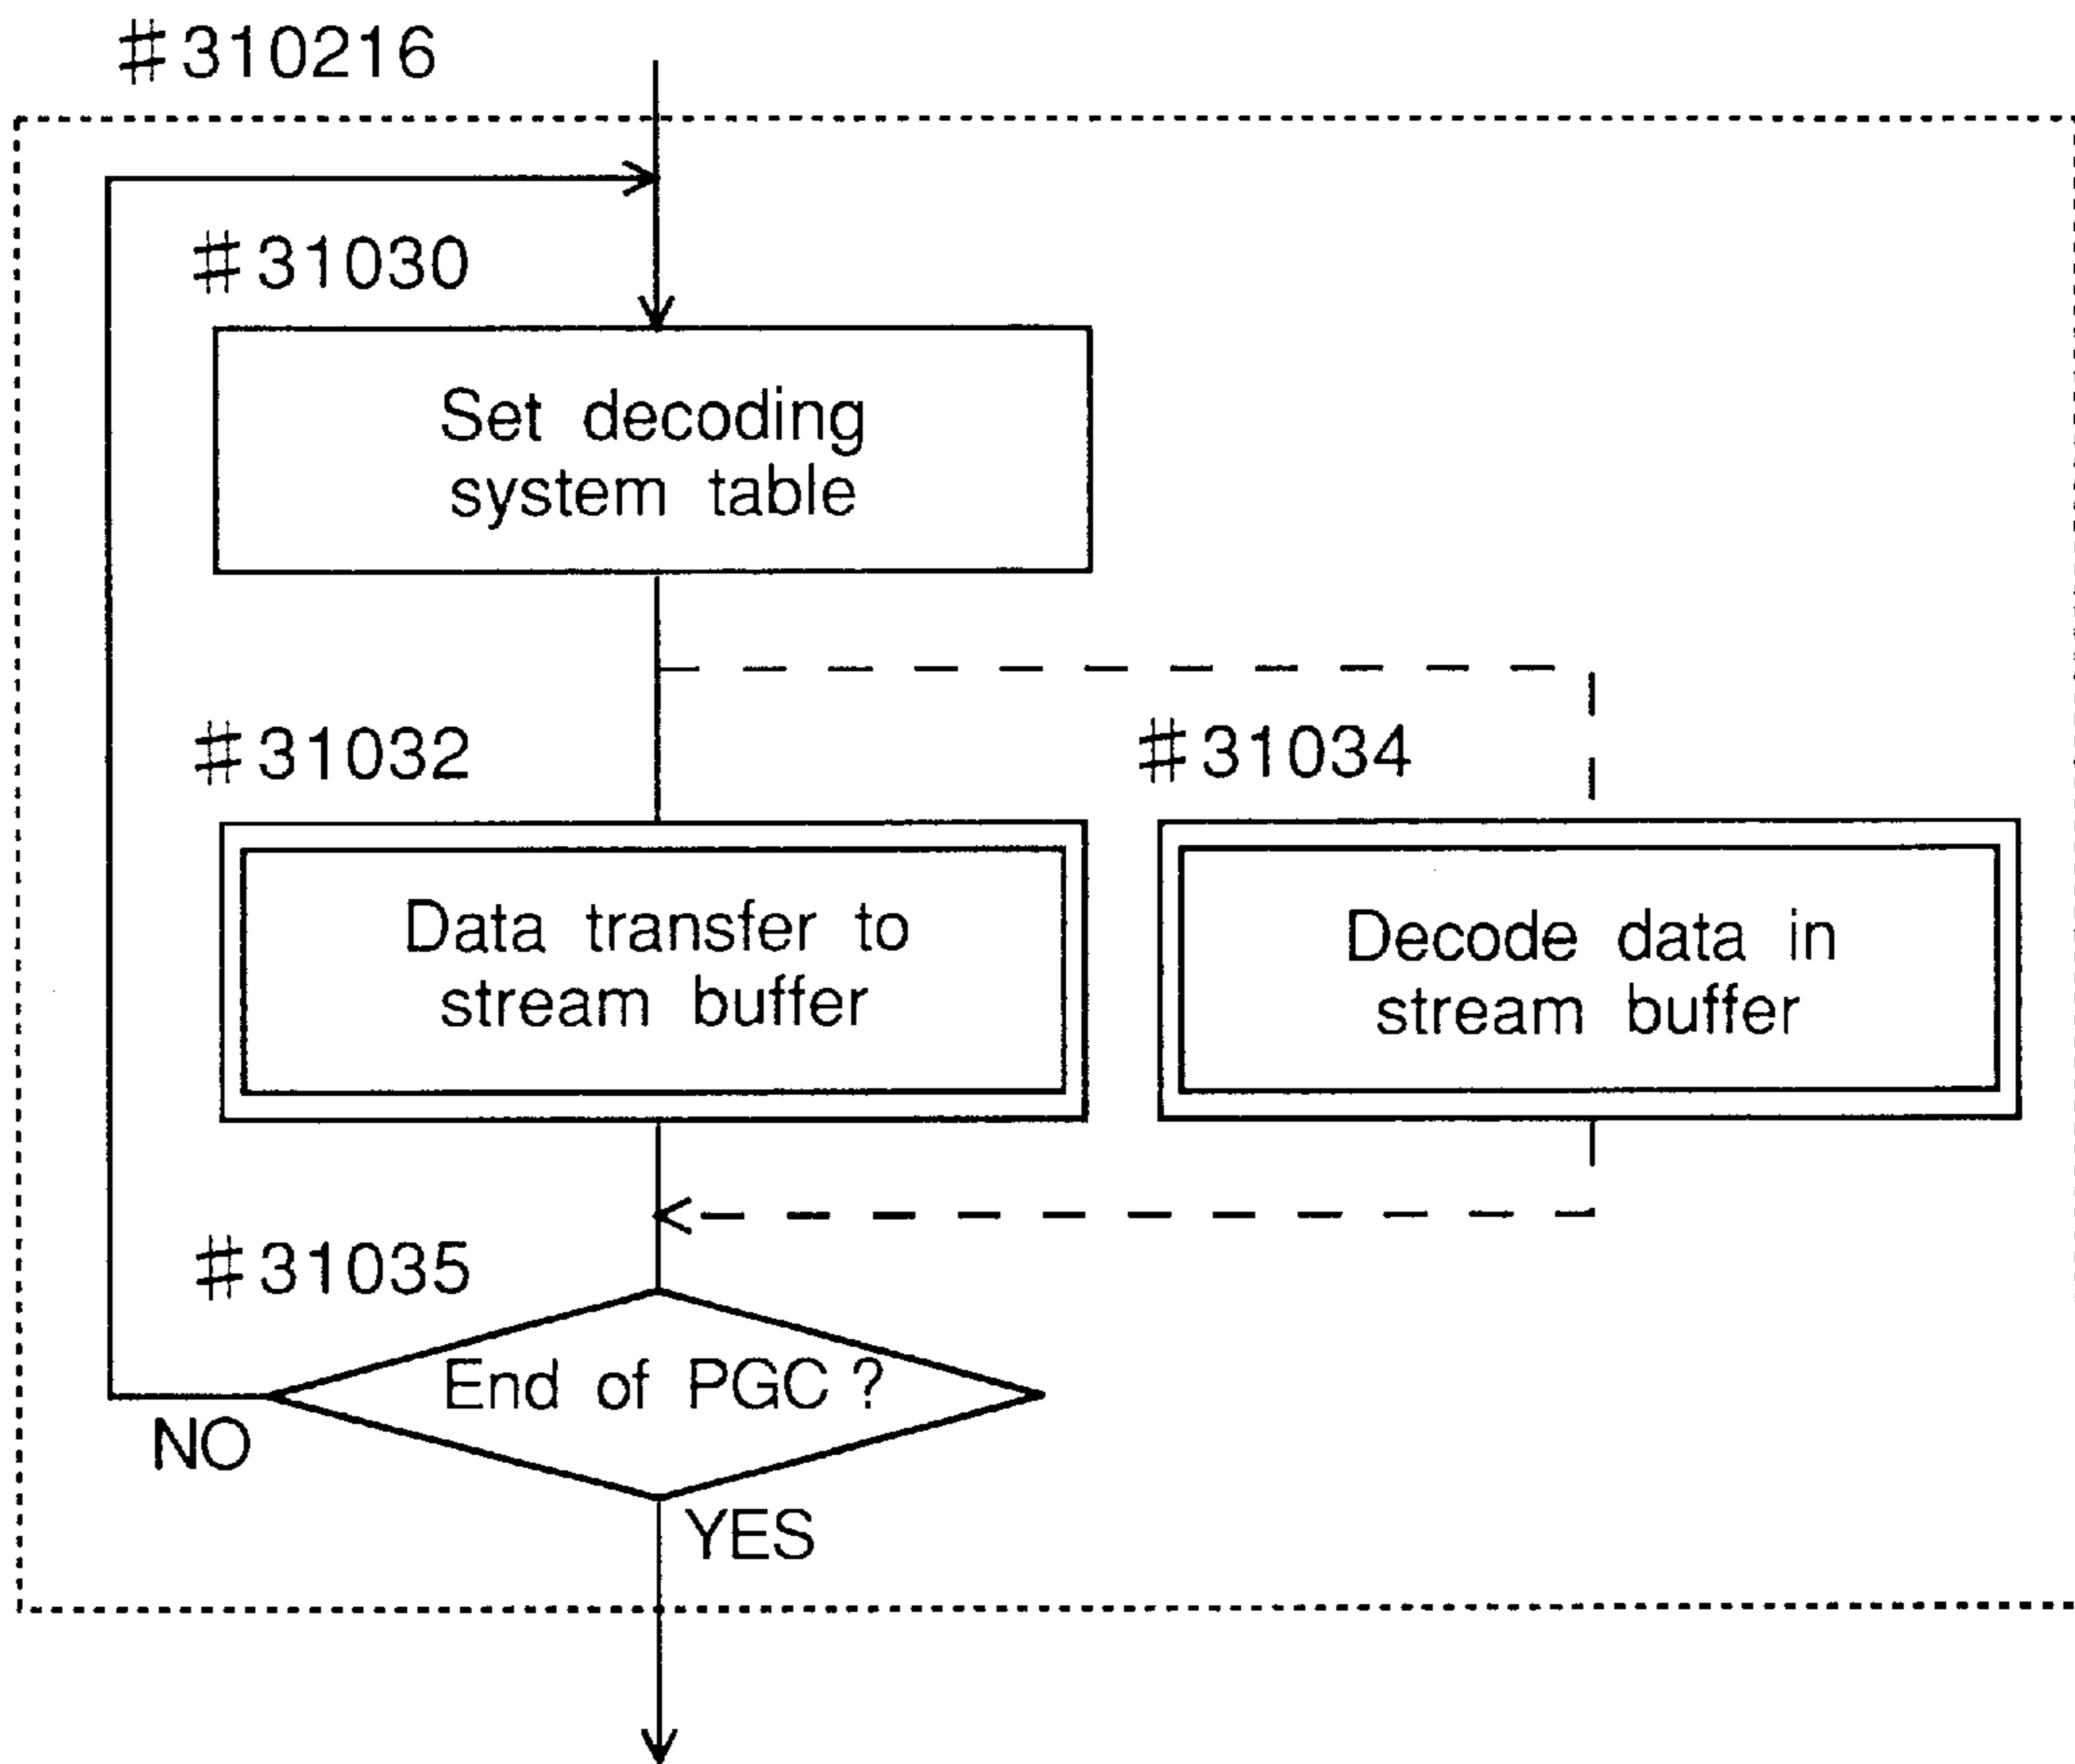 #310216
#31030
Set decoding
system table
#31032
#31034
Data transfer to
stream buffer
Decode data in
stream buffer
#31035
End of PGC ?
NO
YES